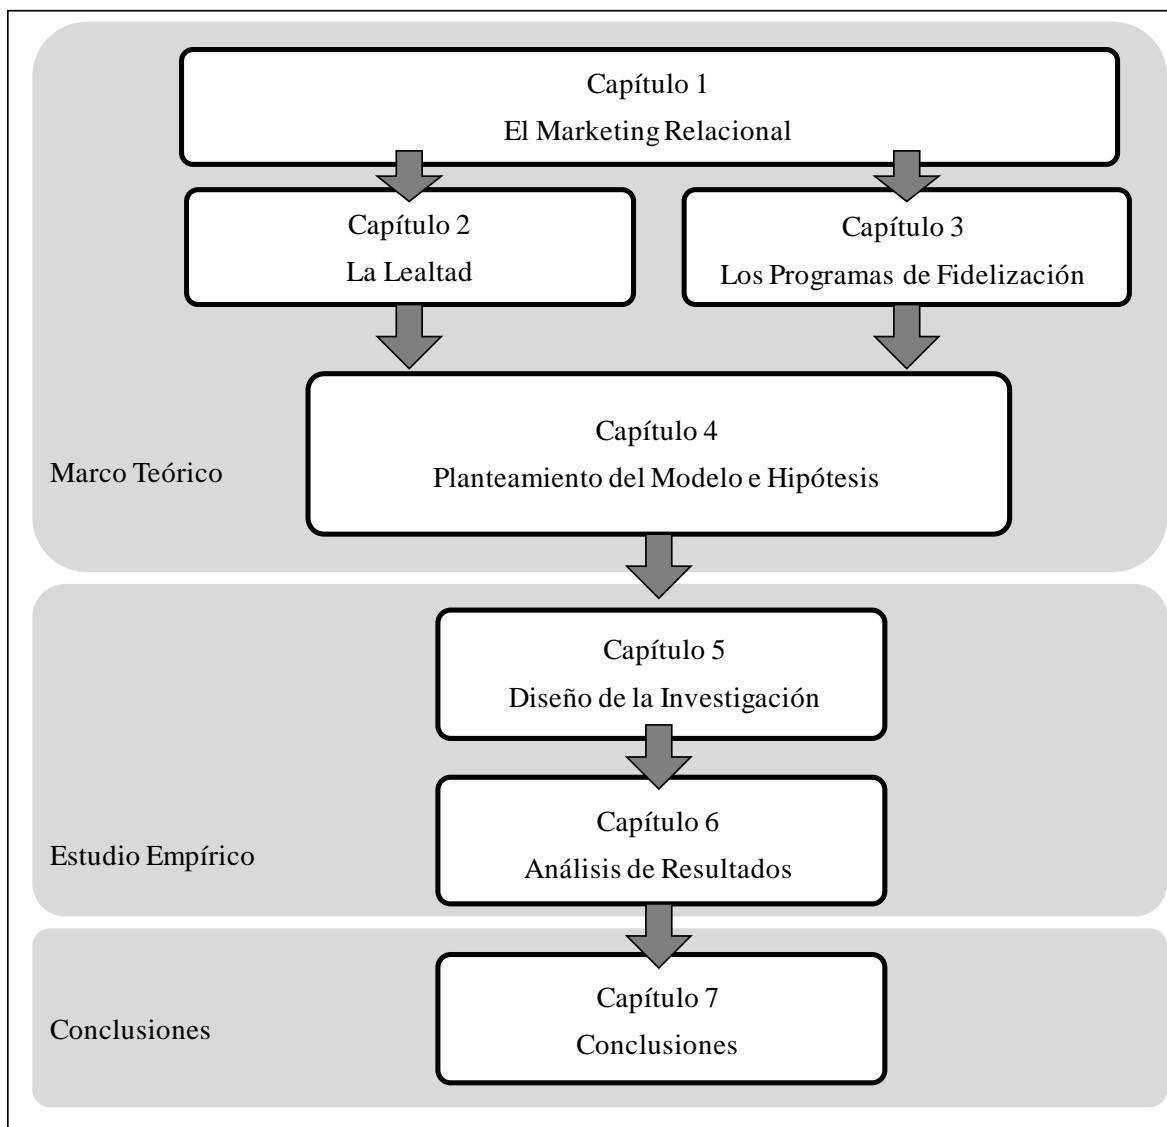 Capítulo 1
El Marketing Relacional
Capítulo 2
La Lealtad
Capítulo 3
Los Programas de Fidelización
Capítulo 4
Planteamiento del Modelo e Hipótesis
Marco Teórico
Capítulo 5
Diseño de la Investigación
Capítulo 6
Análisis de Resultados
Estudio Empírico
Capítulo 7
Conclusiones
Conclusiones